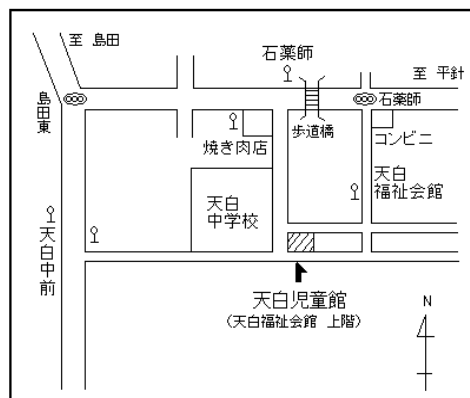 至 島田
石薬師
至 平針
島田東
石薬師
歩道橋
コンビニ
焼き肉店
天白
福祉会館
天白
中学校
天白中前
天白児童館
(天白福祉会館 上階)
N